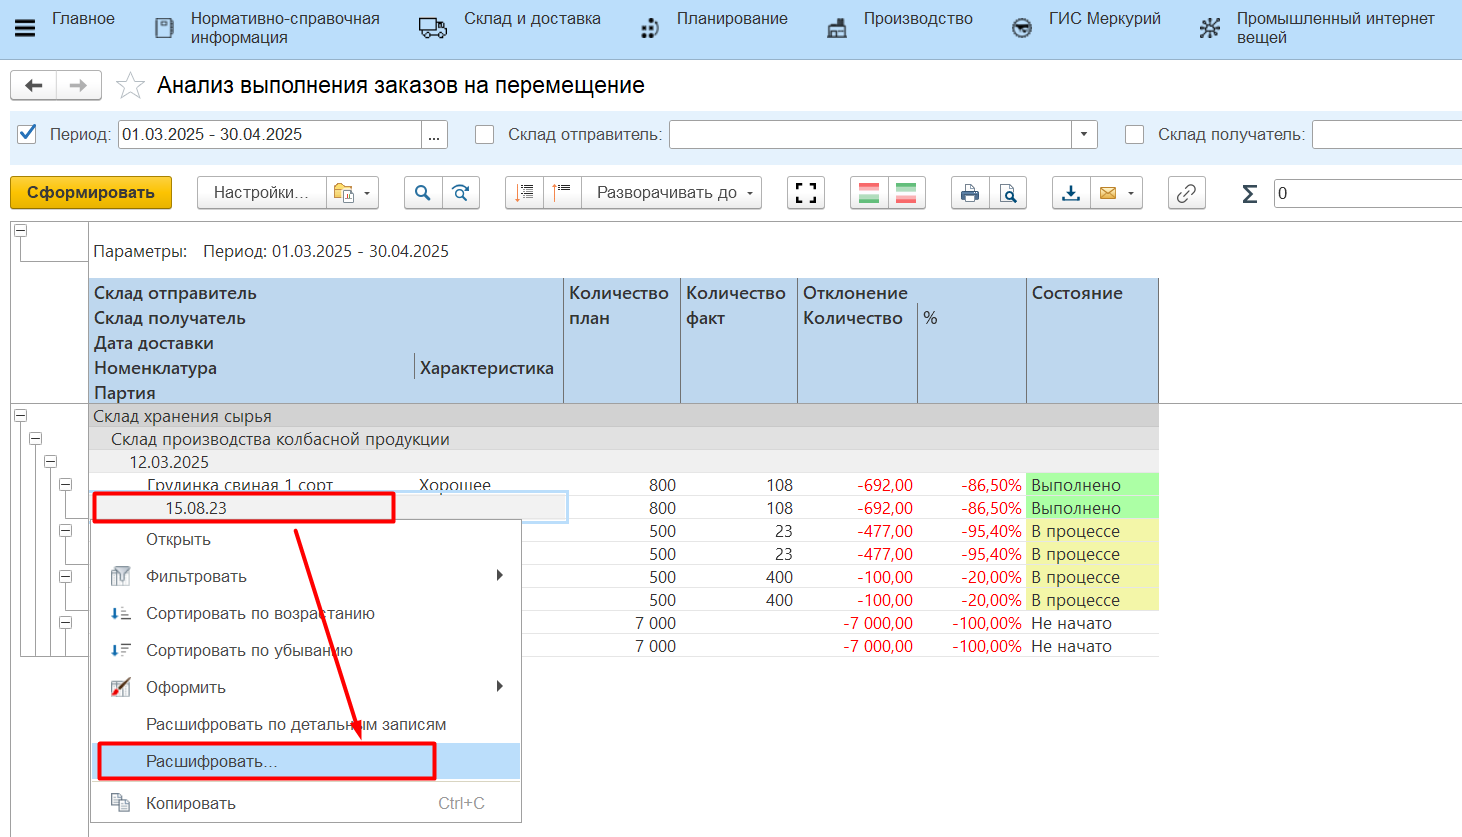 Главное
Нормативно-справочная
информация
Склад и доставка
Планирование
Производство
ГИС Меркурий
Промышленный интернет
вещей
Анализ выполнения заказов на перемещение
Период: 01.03.2025 - 30.04.2025 ... Склад отправитель: Склад получатель:
Сформировать Настройки... Разворачивать до Σ 0
Параметры: Период: 01.03.2025 - 30.04.2025
Склад отправитель Количество Количество Отклонение Состояние
Склад получатель план факт Количество %
Дата доставки
Номенклатура Характеристика
Партия
Склад хранения сырья
Склад производства колбасной продукции
12.03.2025
Грудинка свиная 1 сорт Хорошее 800 108 -692,00 -86,50% Выполнено
15.08.23 800 108 -692,00 -86,50% Выполнено
500 23 -477,00 -95,40% В процессе
500 23 -477,00 -95,40% В процессе
500 400 -100,00 -20,00% В процессе
500 400 -100,00 -20,00% В процессе
7 000 -7 000,00 -100,00% Не начато
7 000 -7 000,00 -100,00% Не начато
Открыть
Фильтровать
Сортировать по возрастанию
Сортировать по убыванию
Оформить
Расшифровать по детальным записям
Расшифровать...
Копировать Ctrl+C